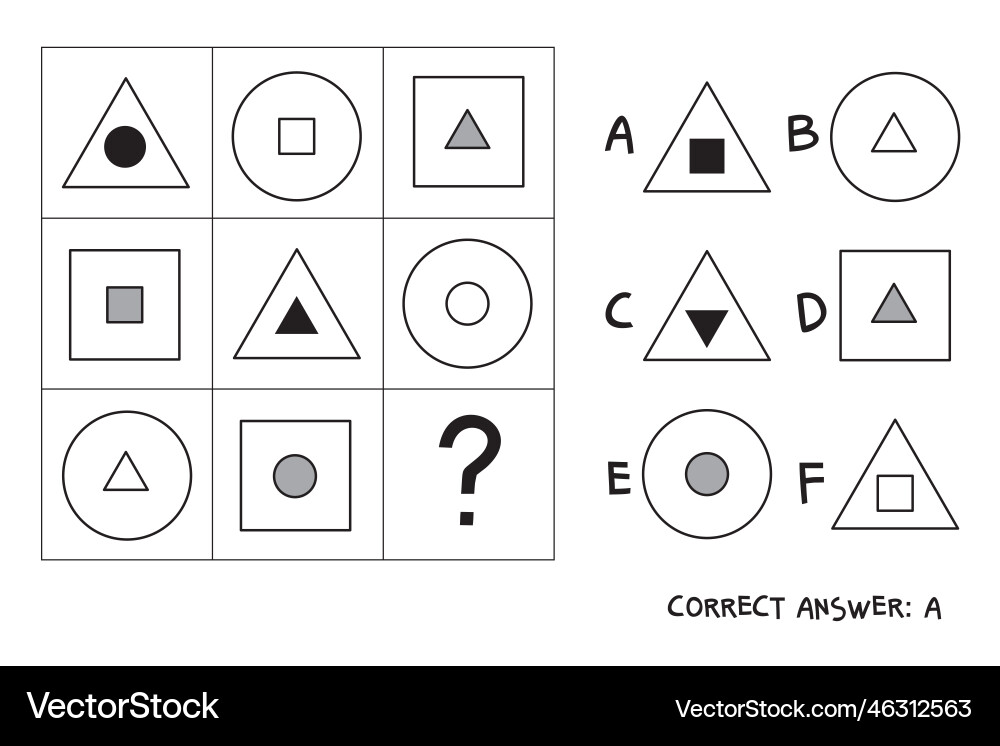 A
B
C
D
?
E
F
CORRECT ANSWER: A
VectorStock
VectorStock.com/46312563